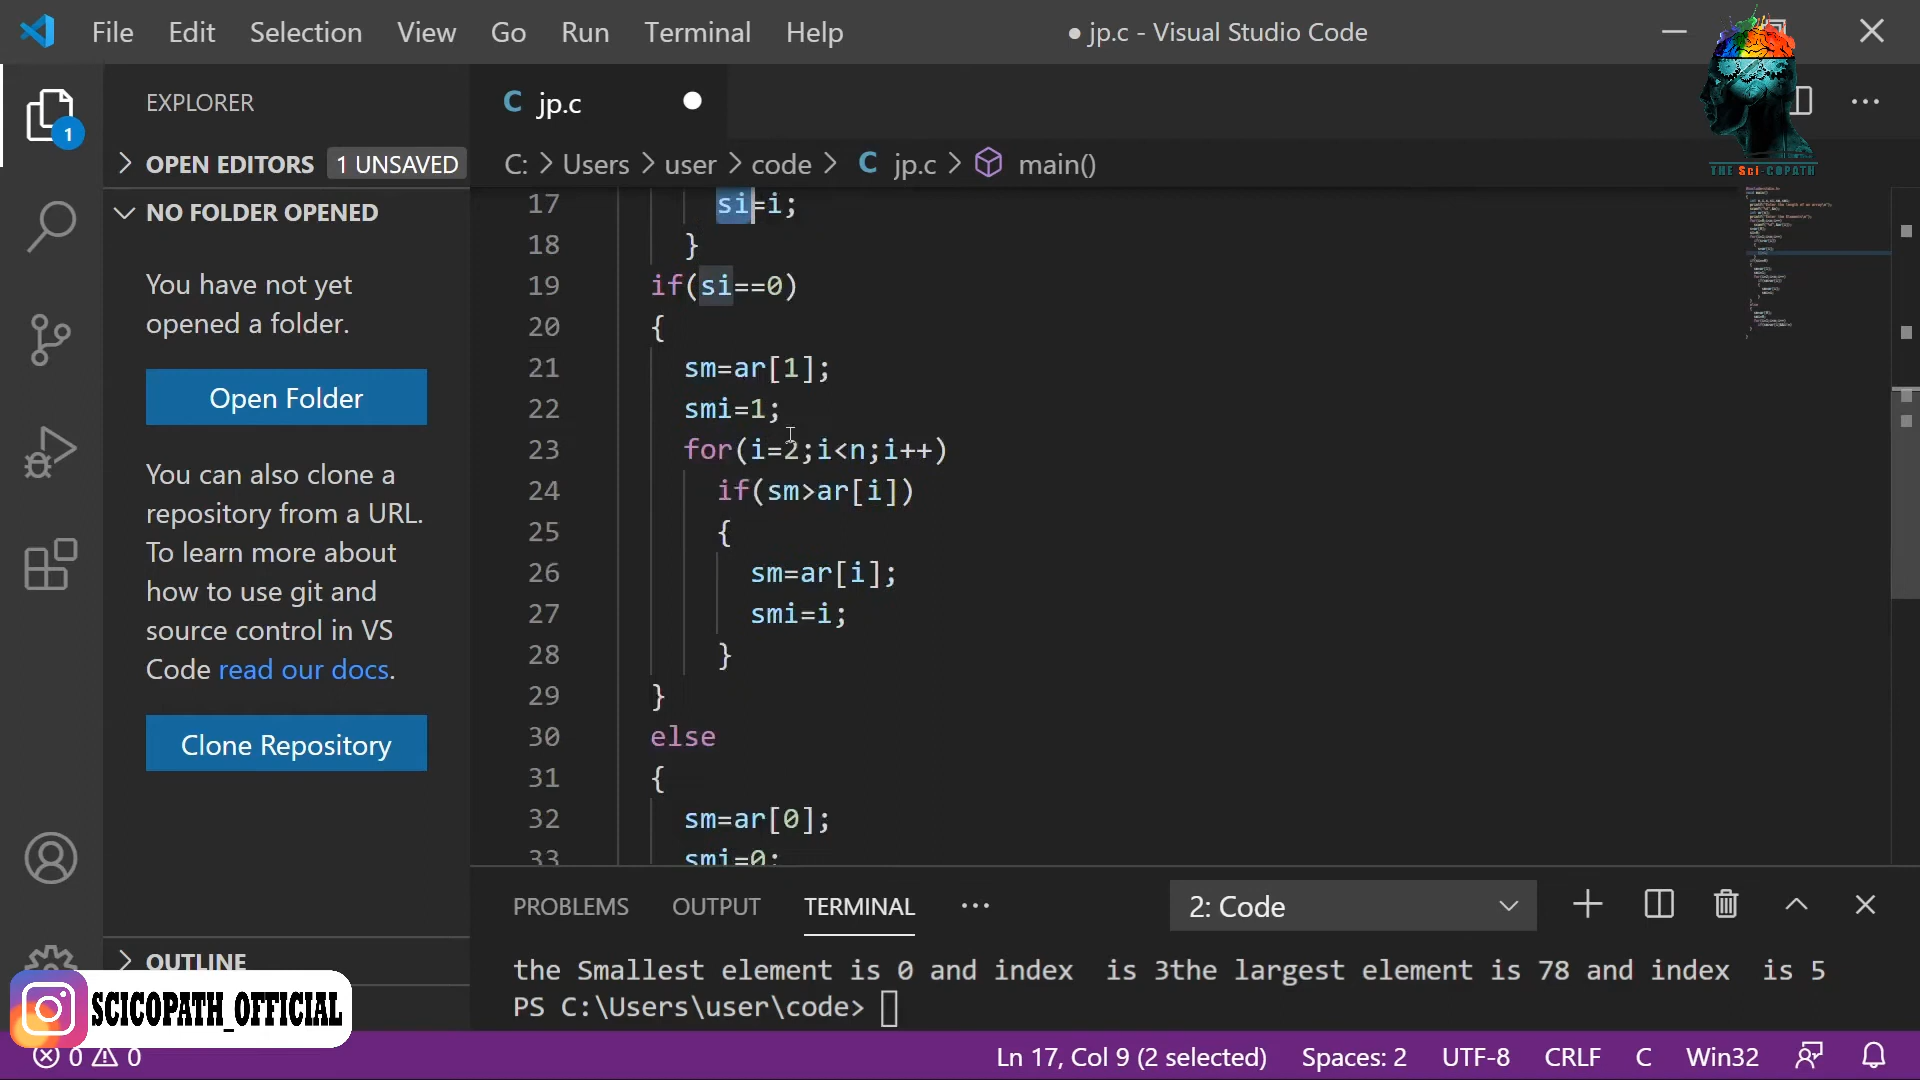 File Edit Selection View Go Run Terminal Help
● jp.c - Visual Studio Code
THE Sci-COPATH
EXPLORER
OPEN EDITORS 1 UNSAVED
NO FOLDER OPENED
You have not yet
opened a folder.
Open Folder
You can also clone a
repository from a URL.
To learn more about
how to use git and
source control in VS
Code read our docs.
Clone Repository
OUTLINE
1
C jp.c
C: > Users > user > code > C jp.c > main()
17 si=i;
18 }
19 if(si==0)
20 {
21 sm=ar[1];
22 smi=1;
23 for(i=2;i<n;i++)
24 if(sm>ar[i])
25 {
26 sm=ar[i];
27 smi=i;
28 }
29 }
30 else
31 {
32 sm=ar[0];
33 smi=0;
PROBLEMS OUTPUT TERMINAL ··· 2: Code
the Smallest element is 0 and index  is 3the largest element is 78 and index  is 5
PS C:\Users\user\code>
SCICOPATH_OFFICIAL
0 0 Ln 17, Col 9 (2 selected) Spaces: 2 UTF-8 CRLF C Win32